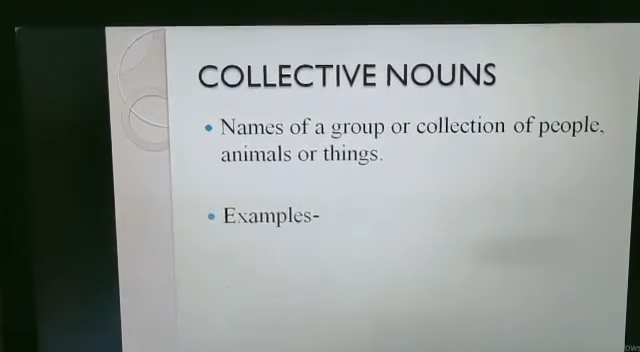 COLLECTIVE NOUNS
• Names of a group or collection of people,
animals or things.
• Examples-